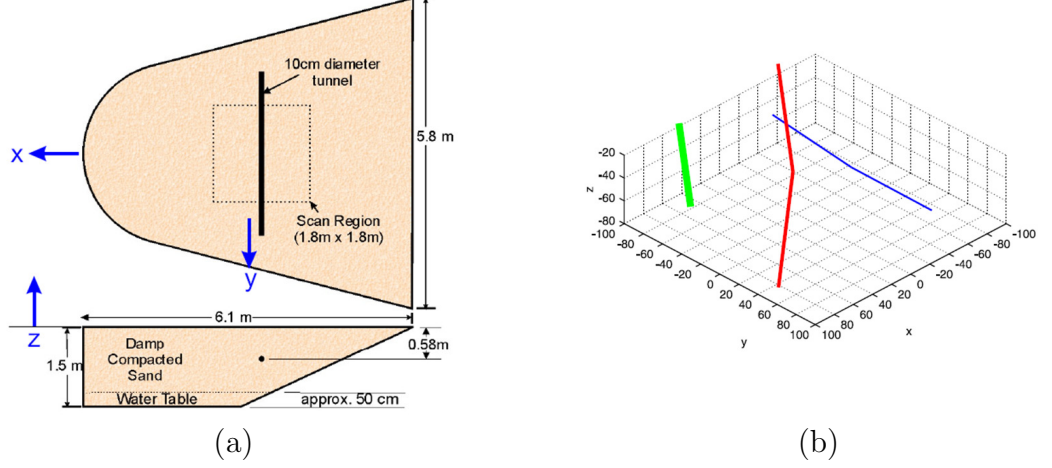 10cm diameter
tunnel
5.8 m
x
Scan Region
(1.8m x 1.8m)
y
6.1 m
z
Damp
Compacted
Sand
0.58m
1.5 m
Water Table
approx. 50 cm
(a)
-20
-40
-60
-80
z
-100
-80
-60
-40
-20
0
20
40
60
80
100
y
-100
-80
-60
-40
-20
0
20
40
60
80
100
x
(b)